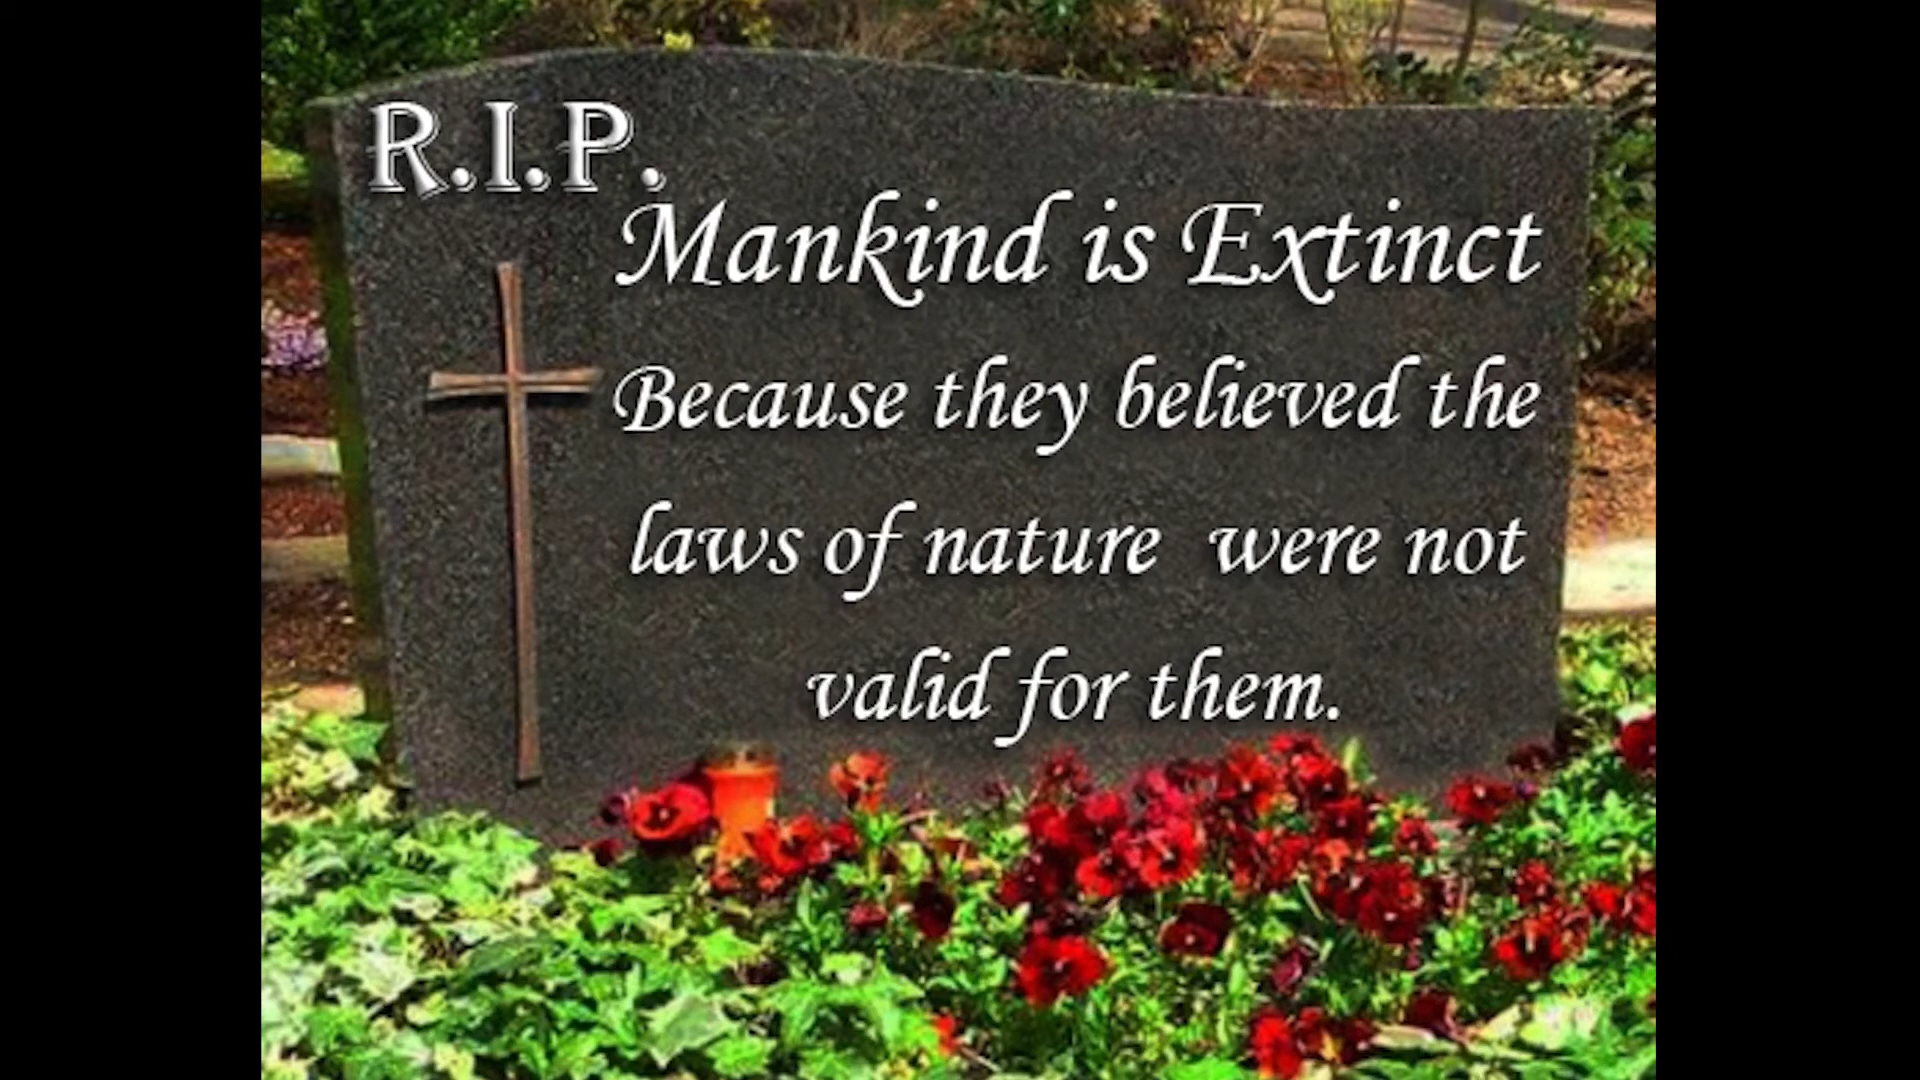 R.I.P.
Mankind is Extinct
Because they believed the
laws of nature were not
valid for them.